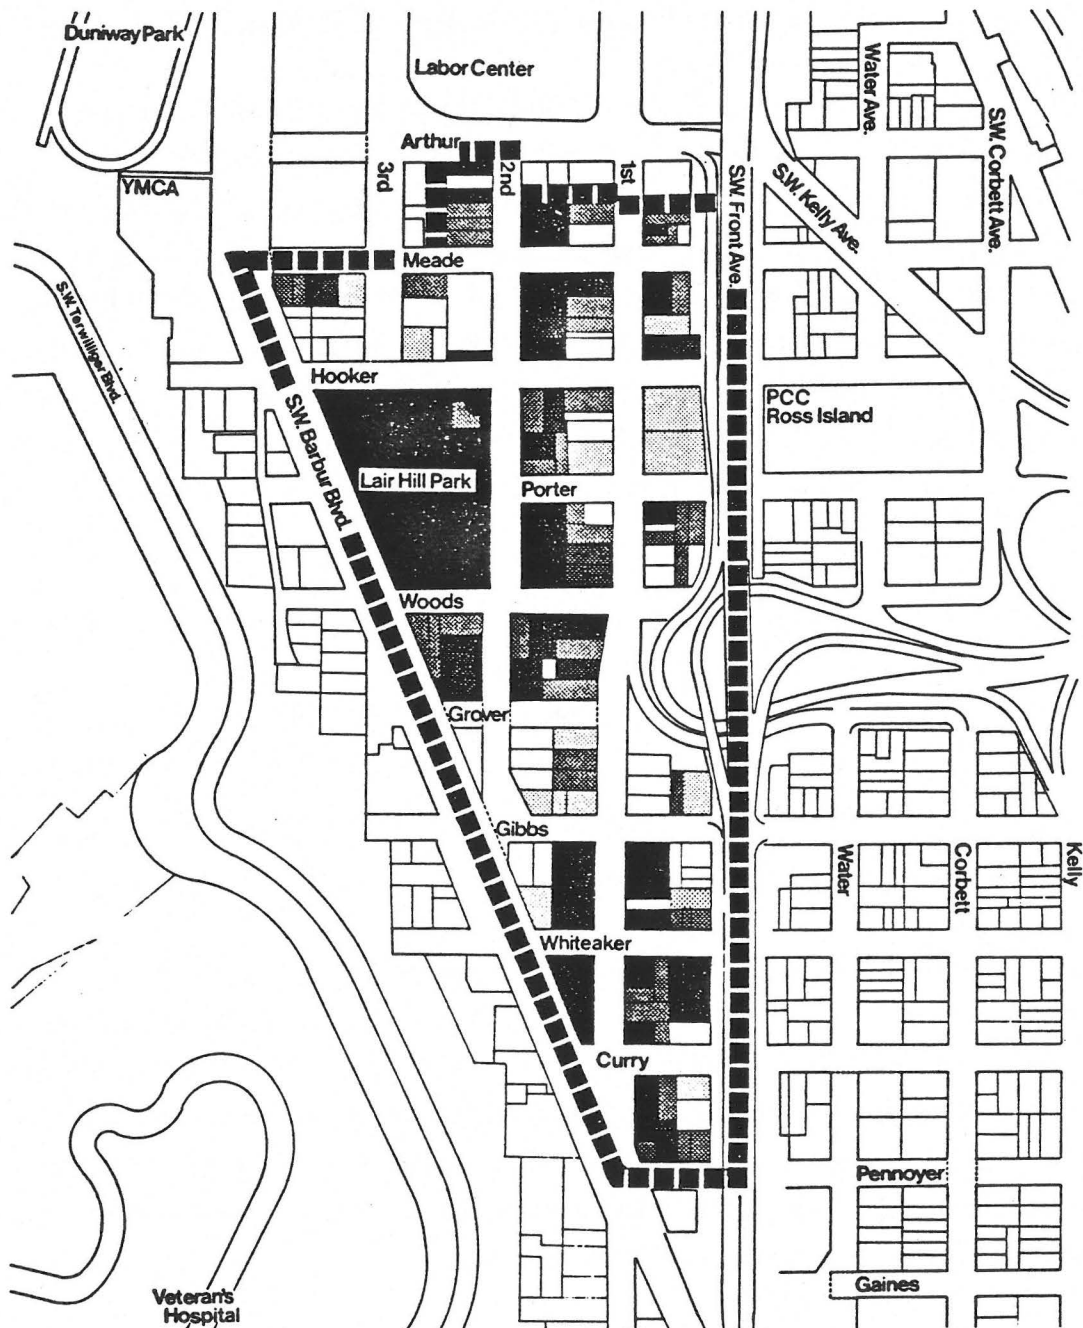 Duniway Park
Labor Center
Water Ave.
S.W. Corbett Ave.
Arthur
3rd
2nd
1st
S.W. Front Ave.
S.W. Kelly Ave.
YMCA
Meade
S.W. Terwilliger Blvd.
Hooker
S.W. Barbur Blvd.
PCC
Ross Island
Lair Hill Park
Porter
Woods
Grover
Gibbs
Water
Corbett
Kelly
Whiteaker
Curry
Pennoyer
Gaines
Veteran's
Hospital